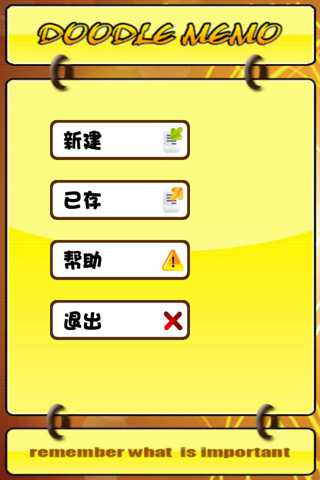 DOODLE MEMO
新建
已存
帮助
退出
remember what is important